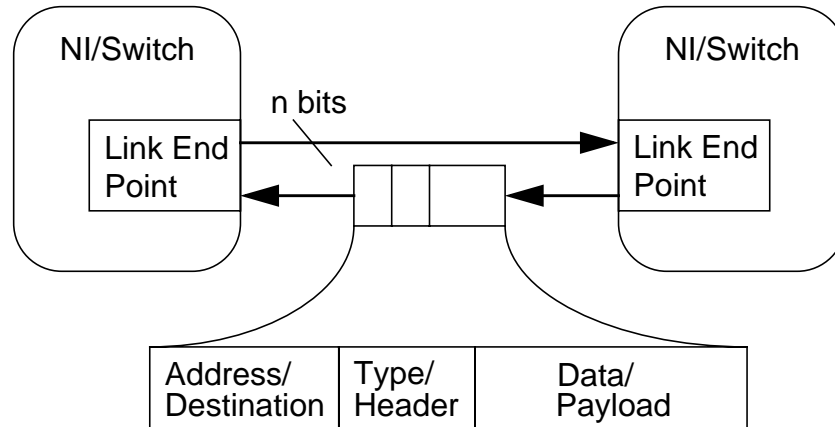 NI/Switch
NI/Switch
n bits
Link End
Point
Link End
Point
Address/
Destination
Type/
Header
Data/
Payload